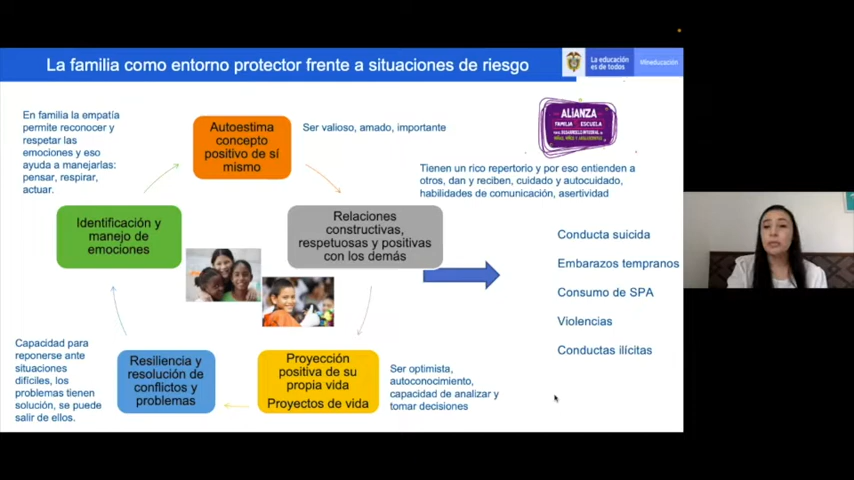 La familia como entorno protector frente a situaciones de riesgo
La educación
es de todos
Mineducación
En familia la empatía
permite reconocer y
respetar las
emociones y eso
ayuda a manejarlas:
pensar, respirar,
actuar.
Autoestima
concepto
positivo de sí
mismo
Ser valioso, amado, importante
ALIANZA
FAMILIA ESCUELA
Tienen un rico repertorio y por eso entienden a
otros, dan y reciben, cuidado y autocuidado,
habilidades de comunicación, asertividad
Identificación y
manejo de
emociones
Relaciones
constructivas,
respetuosas y positivas
con los demás
Conducta suicida
Embarazos tempranos
Consumo de SPA
Violencias
Conductas ilícitas
Capacidad para
reponerse ante
situaciones
difíciles, los
problemas tienen
solución, se puede
salir de ellos.
Resiliencia y
resolución de
conflictos y
problemas
Proyección
positiva de su
propia vida
Proyectos de vida
Ser optimista,
autoconocimiento,
capacidad de analizar y
tomar decisiones